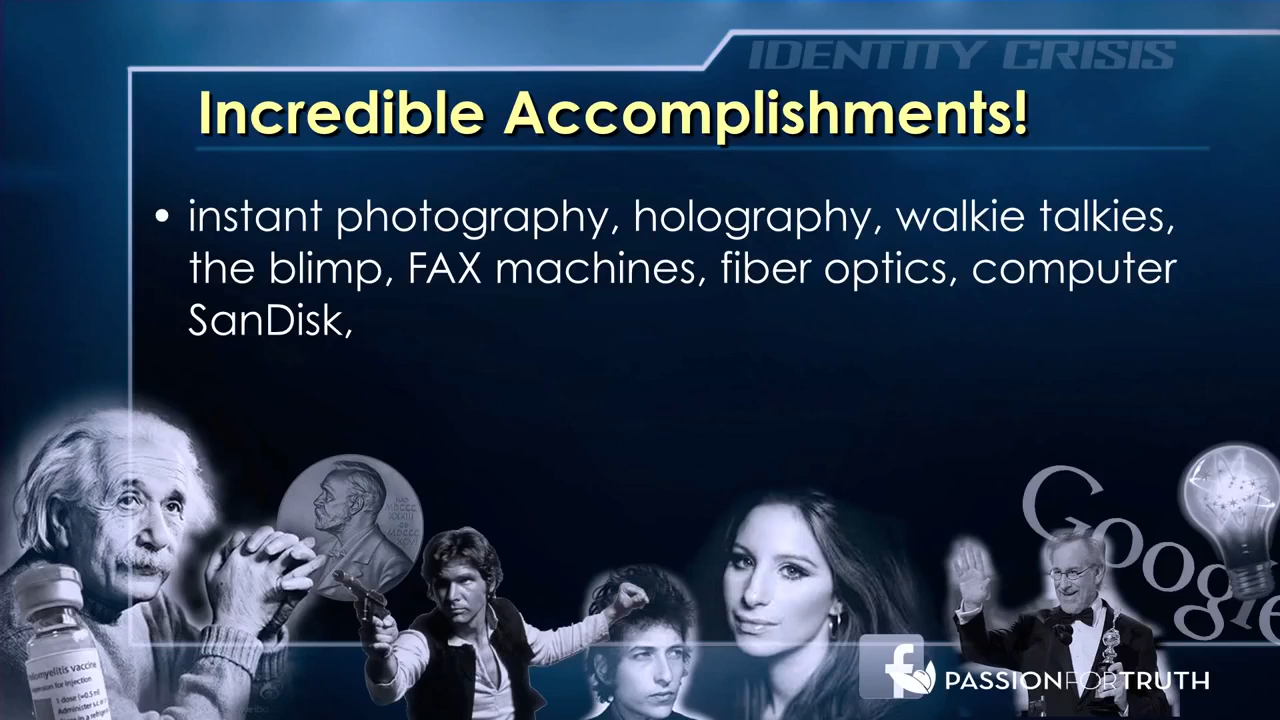 IDENTITY CRISIS
Incredible Accomplishments!
• instant photography, holography, walkie talkies,
the blimp, FAX machines, fiber optics, computer
SanDisk,
Google
f
PASSIONFORTRUTH